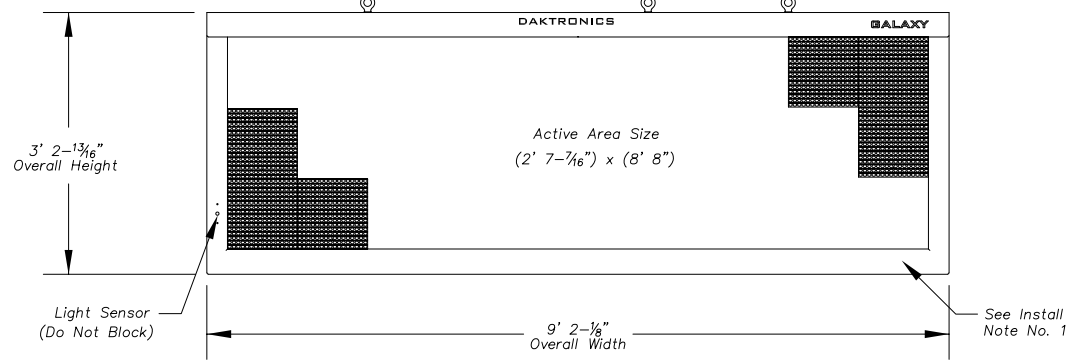 DAKTRONICS
GALAXY
3' 2-13/16"
Overall Height
Active Area Size
(2' 7-7/16") x (8' 8")
Light Sensor
(Do Not Block)
9' 2-1/8"
Overall Width
See Install
Note No. 1